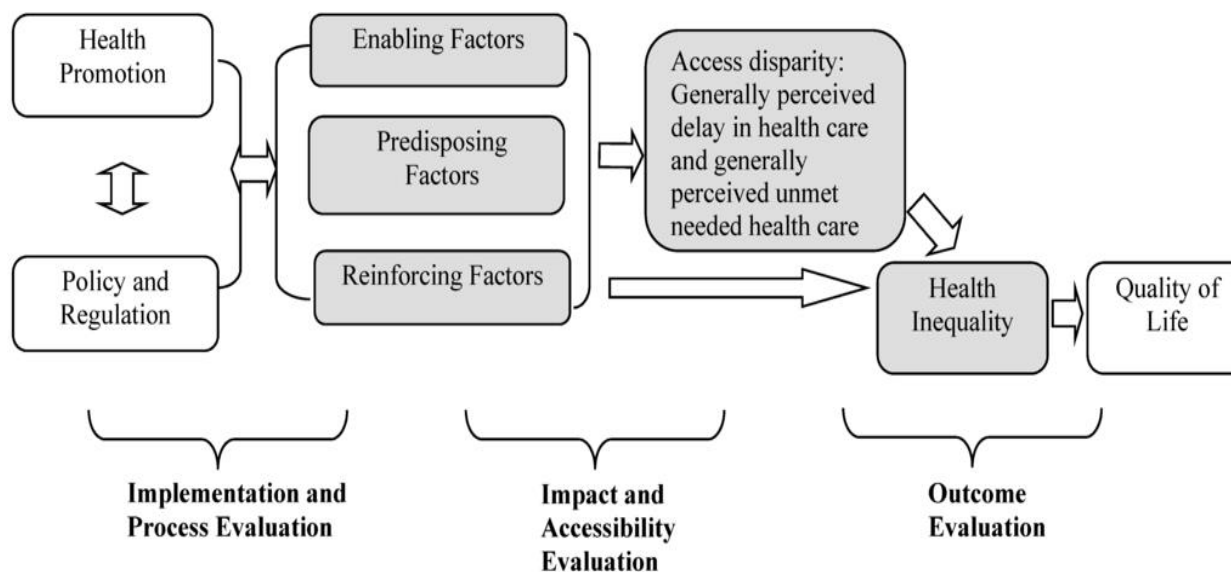 Health
Promotion
Policy and
Regulation
Enabling Factors
Predisposing
Factors
Reinforcing Factors
Access disparity:
Generally perceived
delay in health care
and generally
perceived unmet
needed health care
Health
Inequality
Quality of
Life
Implementation and
Process Evaluation
Impact and
Accessibility
Evaluation
Outcome
Evaluation